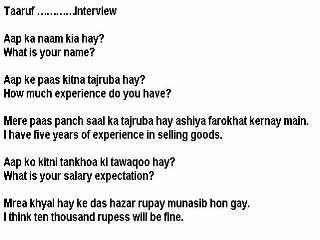 Taaruf ............Interview
Aap ka naam kia hay?
What is your name?
Aap ke paas kitna tajruba hay?
How much experience do you have?
Mere paas panch saal ka tajruba hay ashiya farokhat kernay main.
I have five years of experience in selling goods.
Aap ko kitni tankhoa ki tawaqoo hay?
What is your salary expectation?
Mrea khyal hay ke das hazar rupay munasib hon gay.
I think ten thousand rupess will be fine.